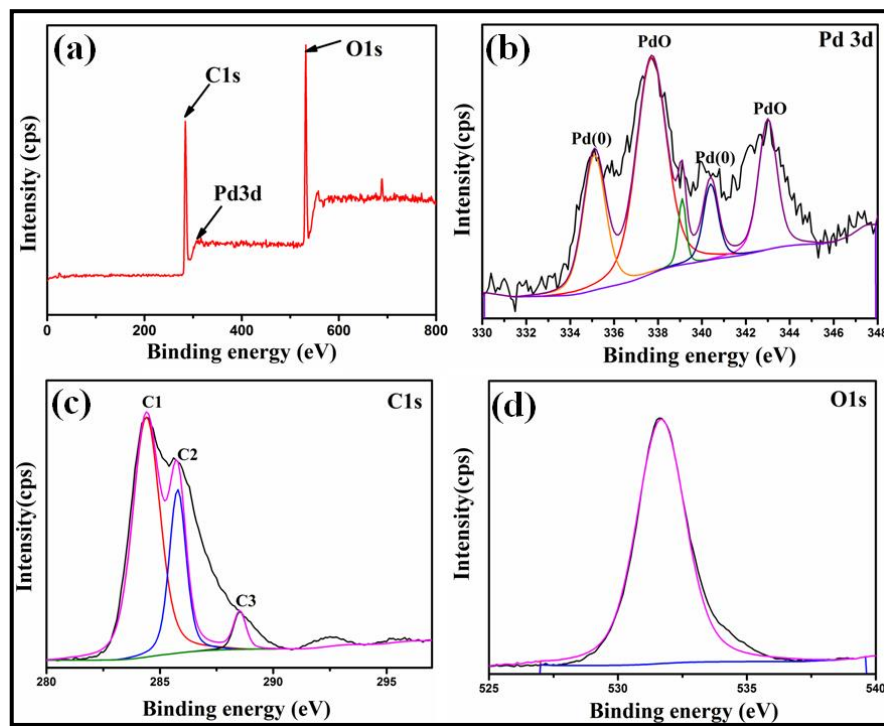 (a)
O1s
C1s
Pd3d
Intensity (cps)
0 200 400 600 800
Binding energy (eV)
(b)
Pd 3d
PdO
Pd(0)
Pd(0)
PdO
Intensity (cps)
330 332 334 336 338 340 342 344 346 348
Binding energy (eV)
(c)
C1s
C1
C2
C3
Intensity(cps)
280 285 290 295
Binding energy (eV)
(d)
O1s
Intensity(cps)
525 530 535 540
Binding energy (eV)